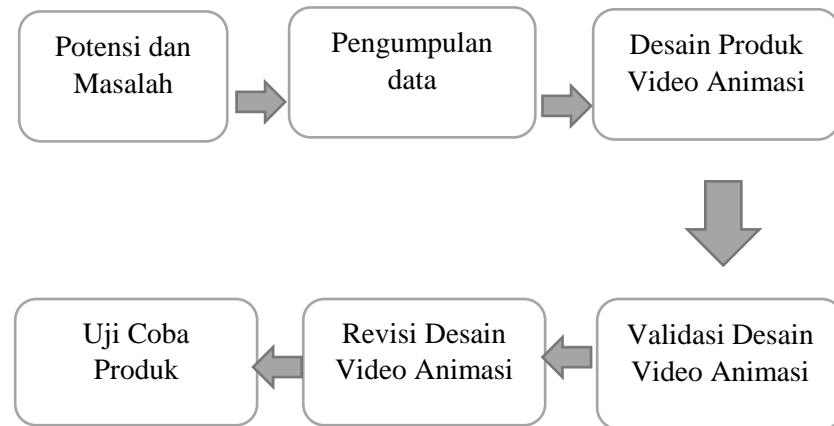 Potensi dan
Masalah
Pengumpulan
data
Desain Produk
Video Animasi
Validasi Desain
Video Animasi
Revisi Desain
Video Animasi
Uji Coba
Produk